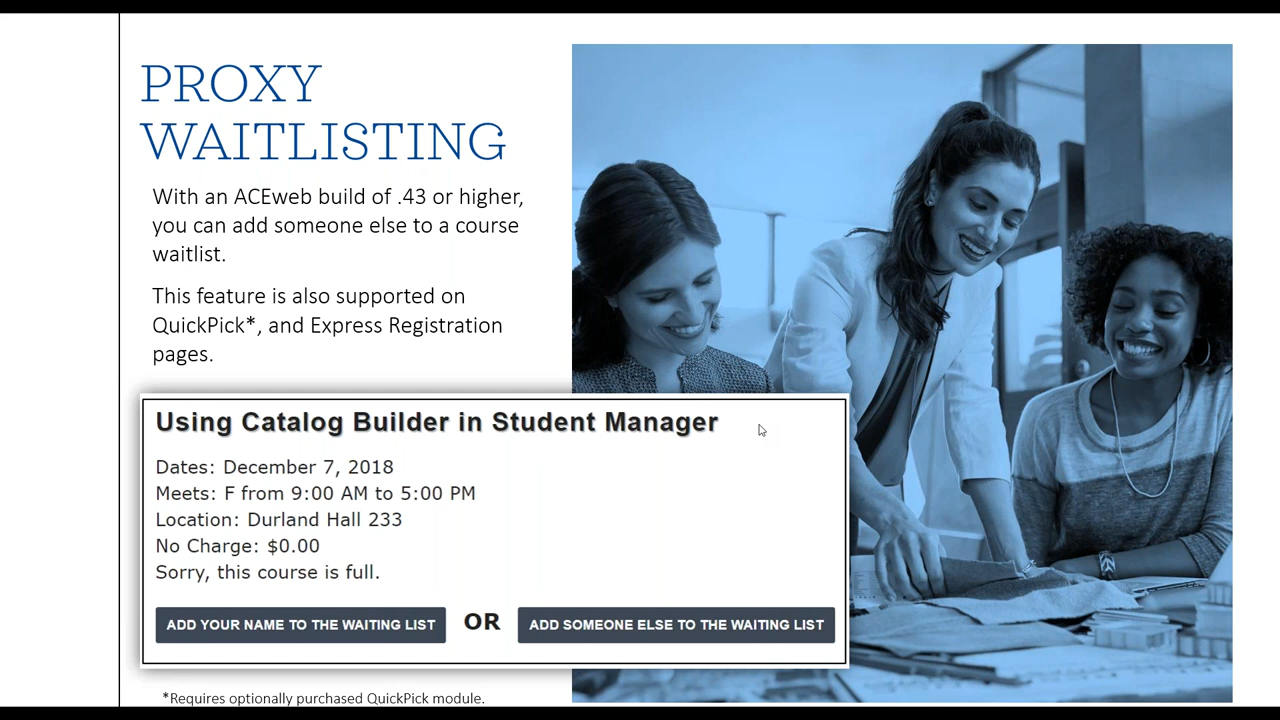 PROXY
WAITLISTING
With an ACEweb build of .43 or higher,
you can add someone else to a course
waitlist.
This feature is also supported on
QuickPick*, and Express Registration
pages.
Using Catalog Builder in Student Manager
Dates: December 7, 2018
Meets: F from 9:00 AM to 5:00 PM
Location: Durland Hall 233
No Charge: $0.00
Sorry, this course is full.
ADD YOUR NAME TO THE WAITING LIST OR ADD SOMEONE ELSE TO THE WAITING LIST
*Requires optionally purchased QuickPick module.